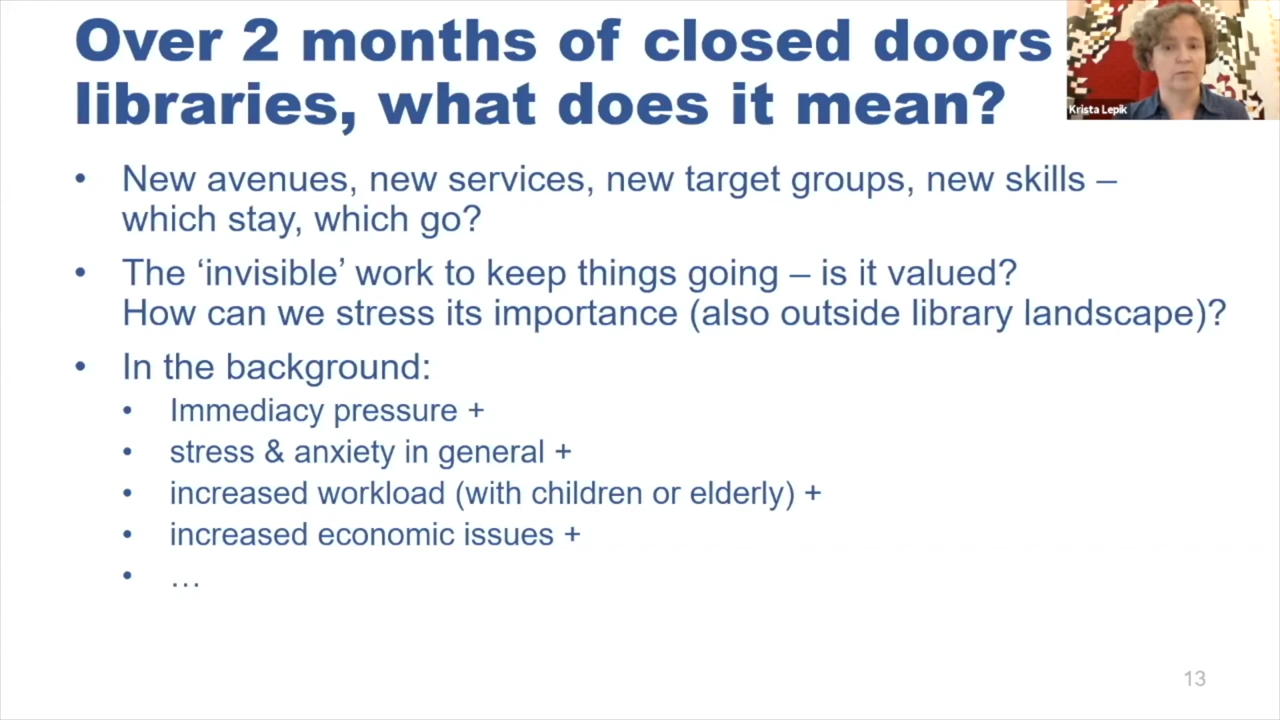 Over 2 months of closed doors
libraries, what does it mean?
Krista Lepik
• New avenues, new services, new target groups, new skills –
which stay, which go?
• The ‘invisible’ work to keep things going – is it valued?
How can we stress its importance (also outside library landscape)?
• In the background:
• Immediacy pressure +
• stress & anxiety in general +
• increased workload (with children or elderly) +
• increased economic issues +
• …
13